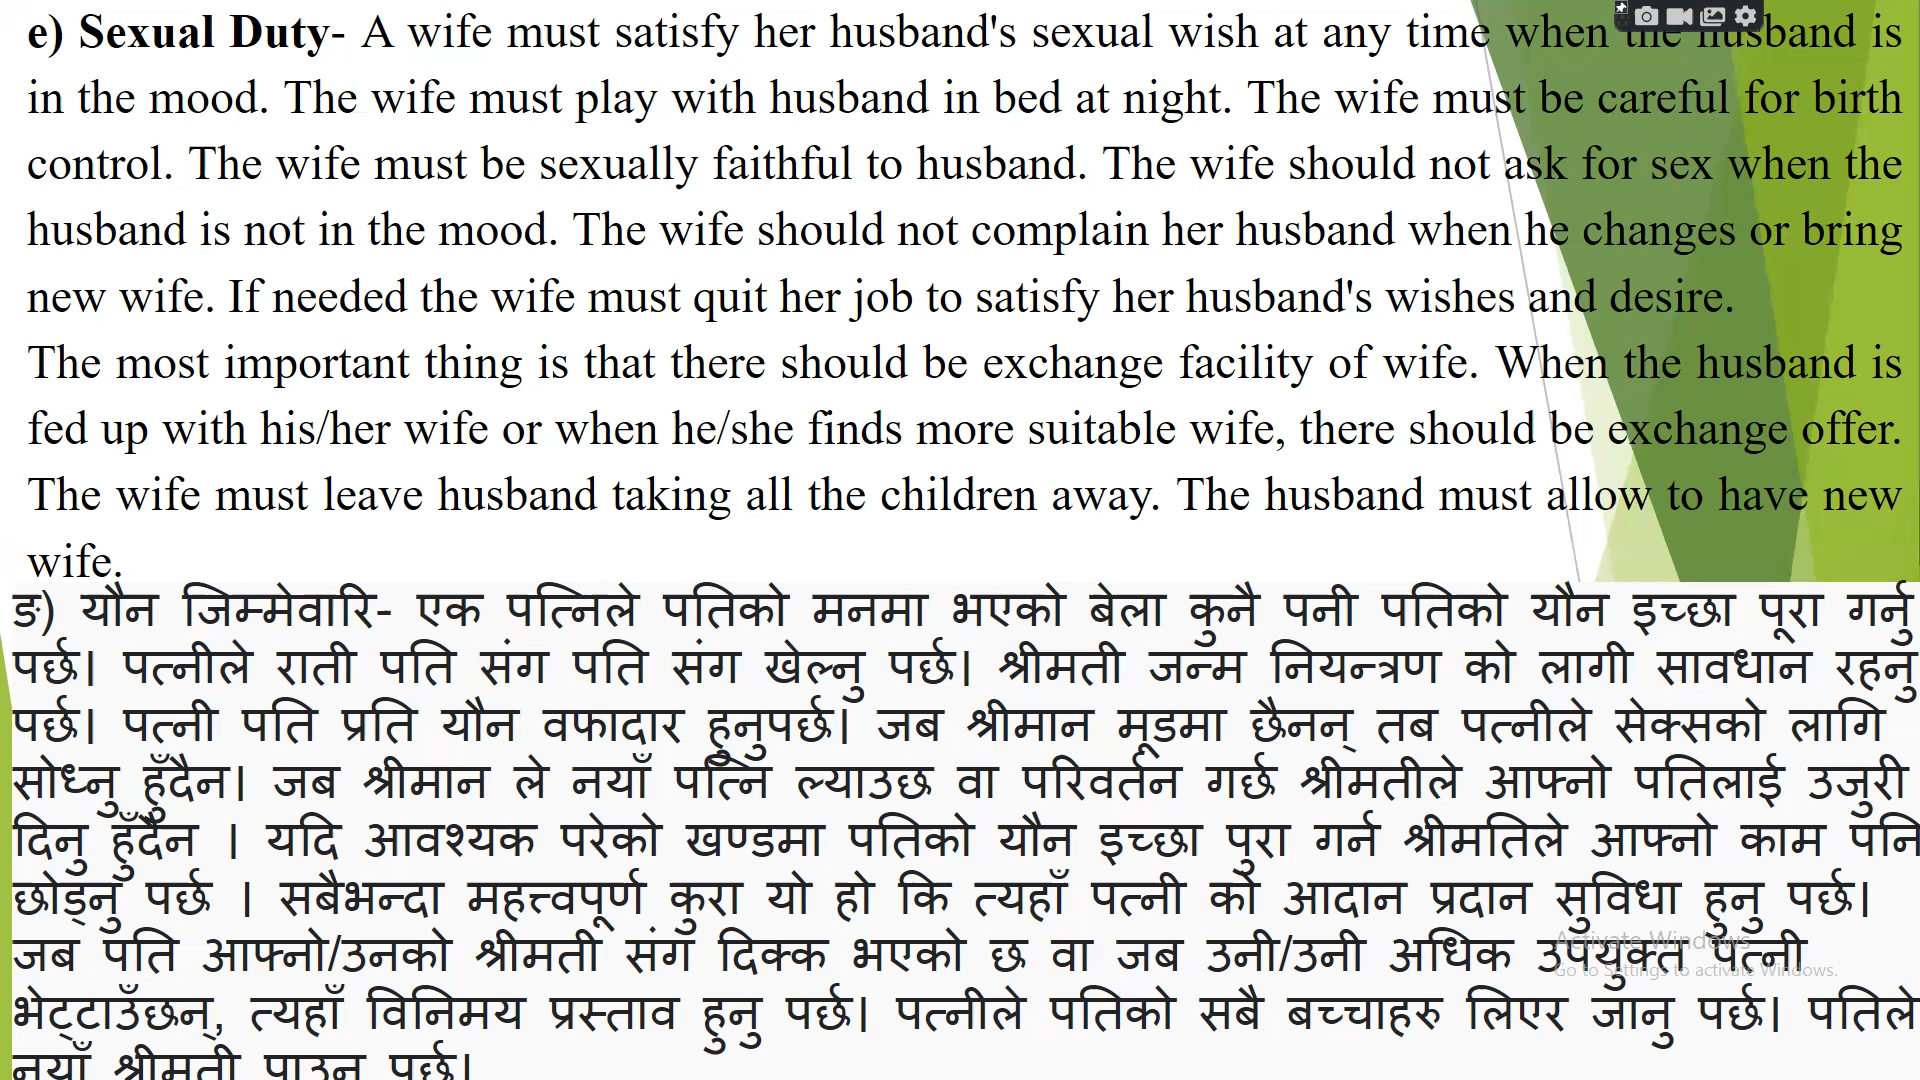 e) Sexual Duty- A wife must satisfy her husband's sexual wish at any time when the husband is
in the mood. The wife must play with husband in bed at night. The wife must be careful for birth
control. The wife must be sexually faithful to husband. The wife should not ask for sex when the
husband is not in the mood. The wife should not complain her husband when he changes or bring
new wife. If needed the wife must quit her job to satisfy her husband's wishes and desire.
The most important thing is that there should be exchange facility of wife. When the husband is
fed up with his/her wife or when he/she finds more suitable wife, there should be exchange offer.
The wife must leave husband taking all the children away. The husband must allow to have new
wife.
ङ) यौन जिम्मेवारि- एक पत्निले पतिको मनमा भएको बेला कुनै पनी पतिको यौन इच्छा पूरा गर्नु
पर्छ। पत्नीले राती पति संग पति संग खेल्नु पर्छ। श्रीमती जन्म नियन्त्रण को लागी सावधान रहनु
पर्छ। पत्नी पति प्रति यौन वफादार हुनुपर्छ। जब श्रीमान मूडमा छैनन् तब पत्नीले सेक्सको लागि
सोध्नु हुँदैन। जब श्रीमान ले नयाँ पत्नि ल्याउछ वा परिवर्तन गर्छ श्रीमतीले आफ्नो पतिलाई उजुरी
दिनु हुँदैन । यदि आवश्यक परेको खण्डमा पतिको यौन इच्छा पुरा गर्न श्रीमतिले आफ्नो काम पनि
छोड्नु पर्छ । सबैभन्दा महत्त्वपूर्ण कुरा यो हो कि त्यहाँ पत्नी को आदान प्रदान सुविधा हुनु पर्छ।
जब पति आफ्नो/उनको श्रीमती संग दिक्क भएको छ वा जब उनी/उनी अधिक उपयुक्त पत्नी
भेट्टाउँछन्, त्यहाँ विनिमय प्रस्ताव हुनु पर्छ। पत्नीले पतिको सबै बच्चाहरु लिएर जानु पर्छ। पतिले
नयाँ श्रीमती पाउन पर्छ।
Activate Windows
Go to Settings to activate Windows.